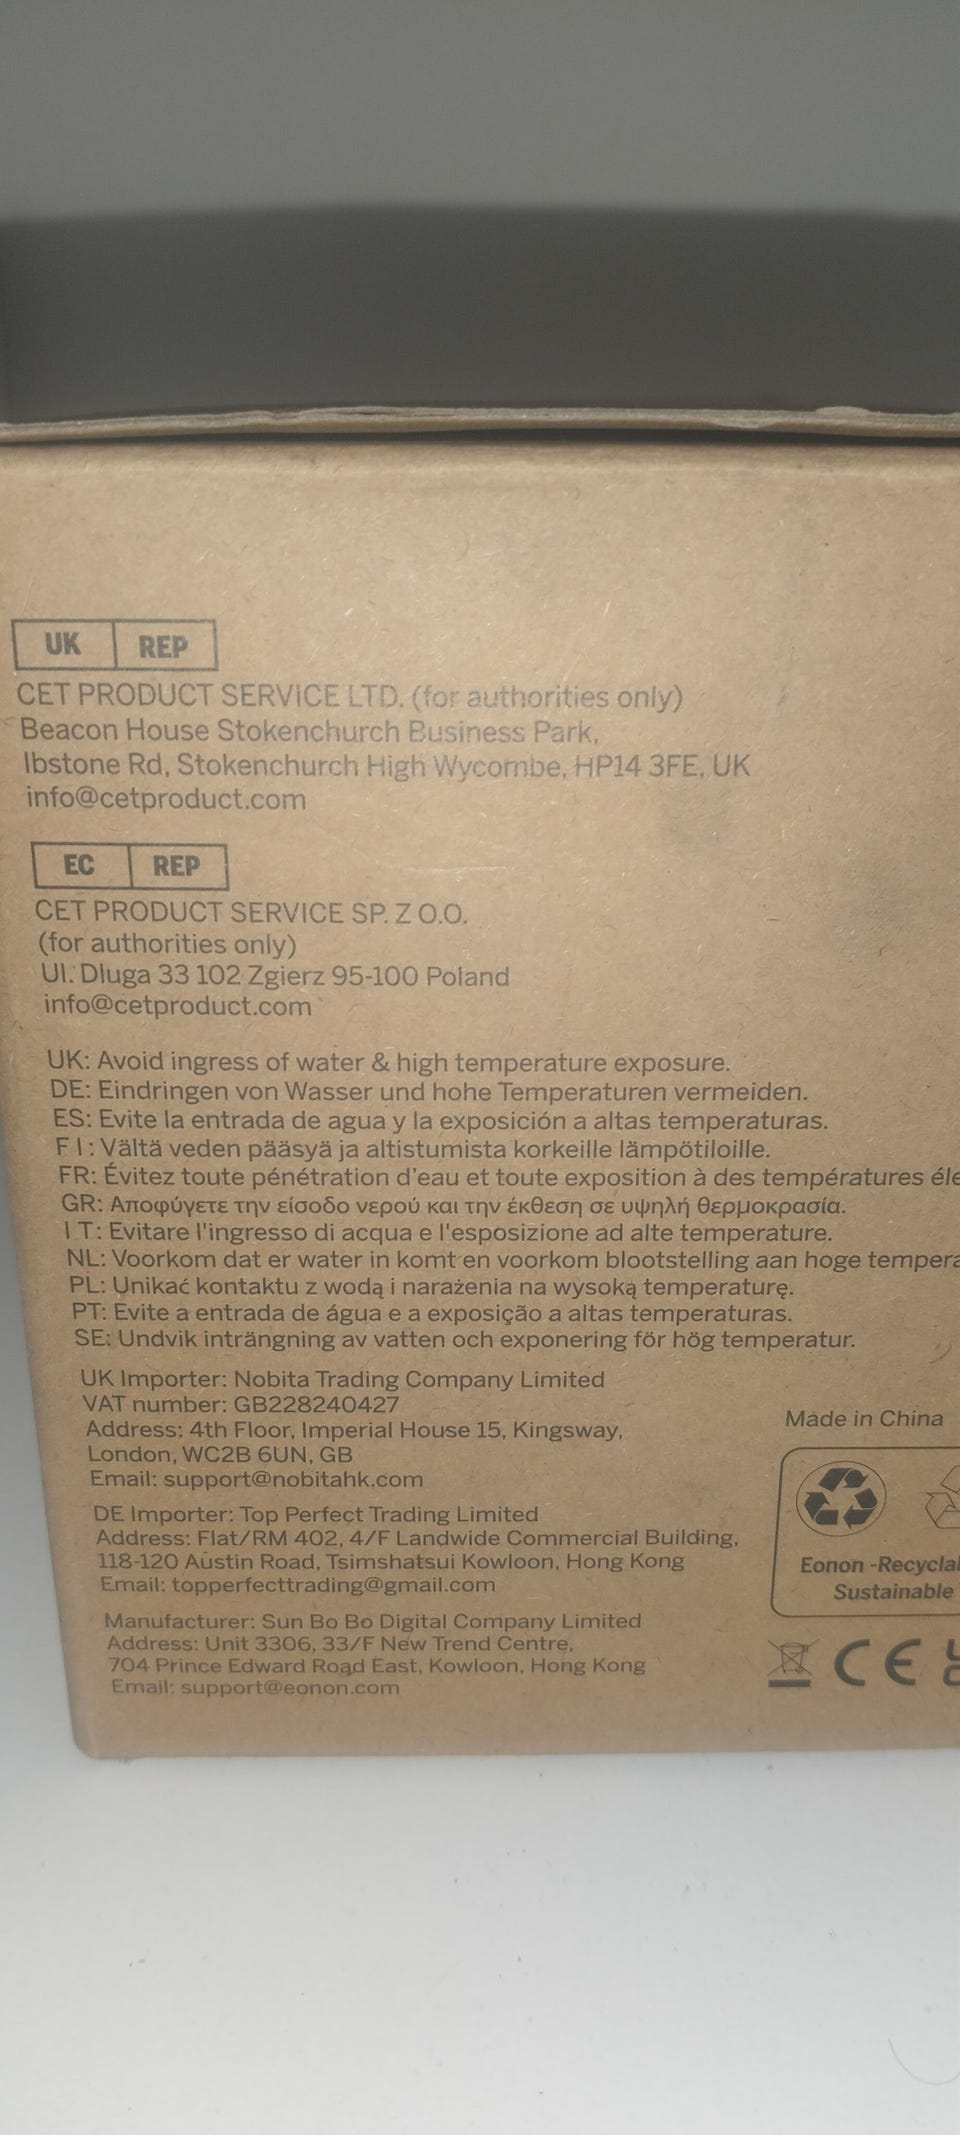 UK REP
CET PRODUCT SERVICE LTD. (for authorities only)
Beacon House Stokenchurch Business Park,
Ibstone Rd, Stokenchurch High Wycombe, HP14 3FE, UK
info@cetproduct.com
EC REP
CET PRODUCT SERVICE SP. Z O.O.
(for authorities only)
Ul. Dluga 33 102 Zgierz 95-100 Poland
info@cetproduct.com
UK: Avoid ingress of water & high temperature exposure.
DE: Eindringen von Wasser und hohe Temperaturen vermeiden.
ES: Evite la entrada de agua y la exposición a altas temperaturas.
FI: Vältä veden pääsyä ja altistumista korkeille lämpötiloille.
FR: Évitez toute pénétration d'eau et toute exposition à des températures éle
GR: Αποφύγετε την είσοδο νερού και την έκθεση σε υψηλή θερμοκρασία.
IT: Evitare l'ingresso di acqua e l'esposizione ad alte temperature.
NL: Voorkom dat er water in komt en voorkom blootstelling aan hoge tempera
PL: Unikać kontaktu z wodą i narażenia na wysoką temperaturę.
PT: Evite a entrada de água e a exposição a altas temperaturas.
SE: Undvik inträngning av vatten och exponering för hög temperatur.
UK Importer: Nobita Trading Company Limited
VAT number: GB228240427
Address: 4th Floor, Imperial House 15, Kingsway,
London, WC2B 6UN, GB
Email: support@nobitahk.com
DE Importer: Top Perfect Trading Limited
Address: Flat/RM 402, 4/F Landwide Commercial Building,
118-120 Austin Road, Tsimshatsui Kowloon, Hong Kong
Email: topperfecttrading@gmail.com
Manufacturer: Sun Bo Bo Digital Company Limited
Address: Unit 3306, 33/F New Trend Centre,
704 Prince Edward Road East, Kowloon, Hong Kong
Email: support@eonon.com
Made in China
Eonon -Recyclal
Sustainable
CE